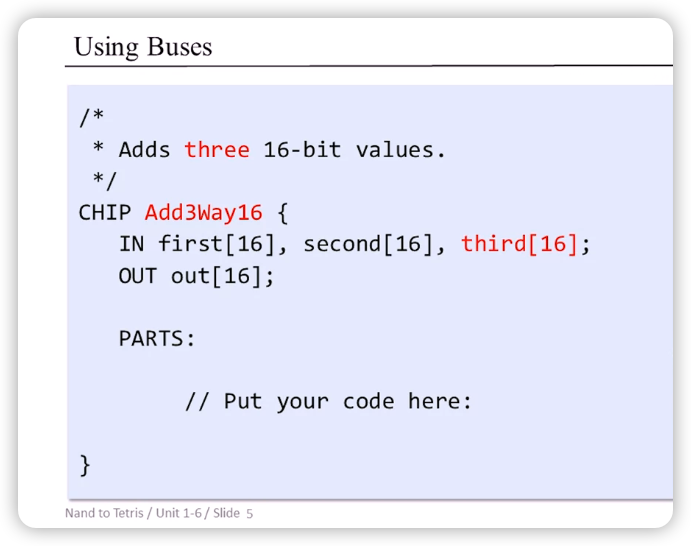 Using Buses
/*
* Adds three 16-bit values.
*/
CHIP Add3Way16 {
IN first[16], second[16], third[16];
OUT out[16];
PARTS:
// Put your code here:
}
Nand to Tetris / Unit 1-6 / Slide 5